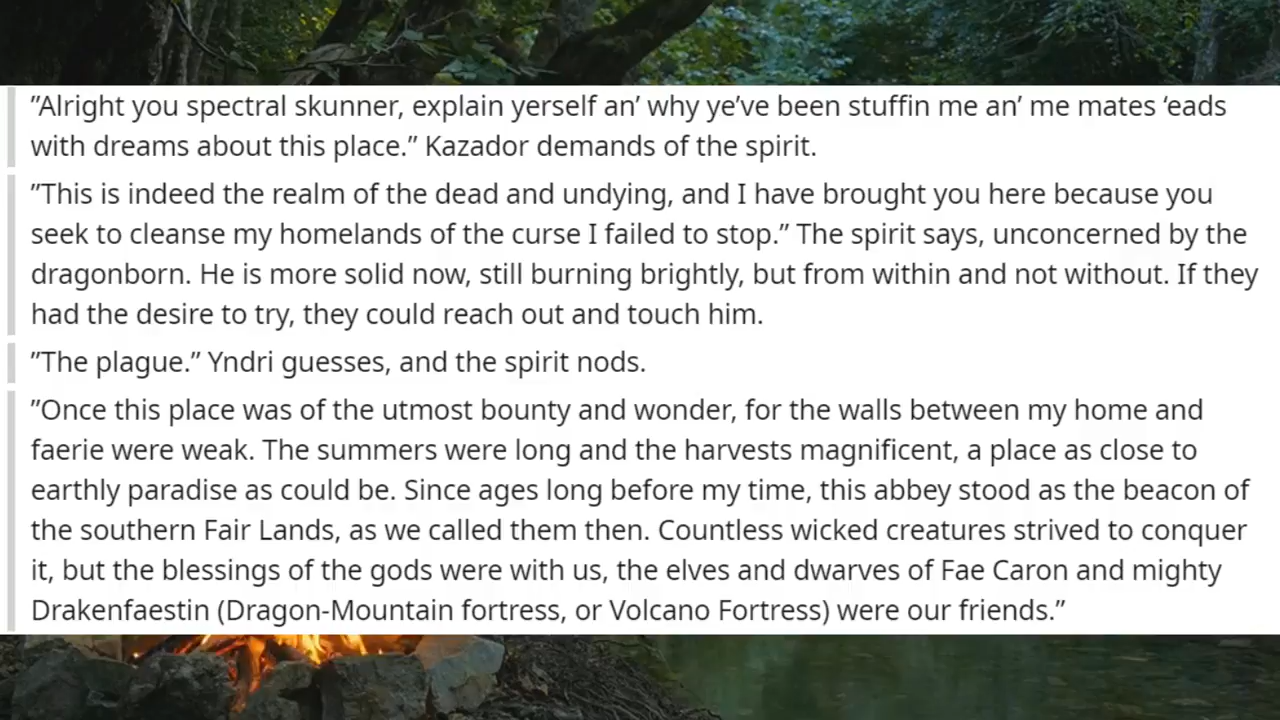 ”Alright you spectral skunner, explain yerself an’ why ye’ve been stuffin me an’ me mates ‘eads
with dreams about this place.” Kazador demands of the spirit.
”This is indeed the realm of the dead and undying, and I have brought you here because you
seek to cleanse my homelands of the curse I failed to stop.” The spirit says, unconcerned by the
dragonborn. He is more solid now, still burning brightly, but from within and not without. If they
had the desire to try, they could reach out and touch him.
”The plague.” Yndri guesses, and the spirit nods.
”Once this place was of the utmost bounty and wonder, for the walls between my home and
faerie were weak. The summers were long and the harvests magnificent, a place as close to
earthly paradise as could be. Since ages long before my time, this abbey stood as the beacon of
the southern Fair Lands, as we called them then. Countless wicked creatures strived to conquer
it, but the blessings of the gods were with us, the elves and dwarves of Fae Caron and mighty
Drakenfaestin (Dragon-Mountain fortress, or Volcano Fortress) were our friends.”